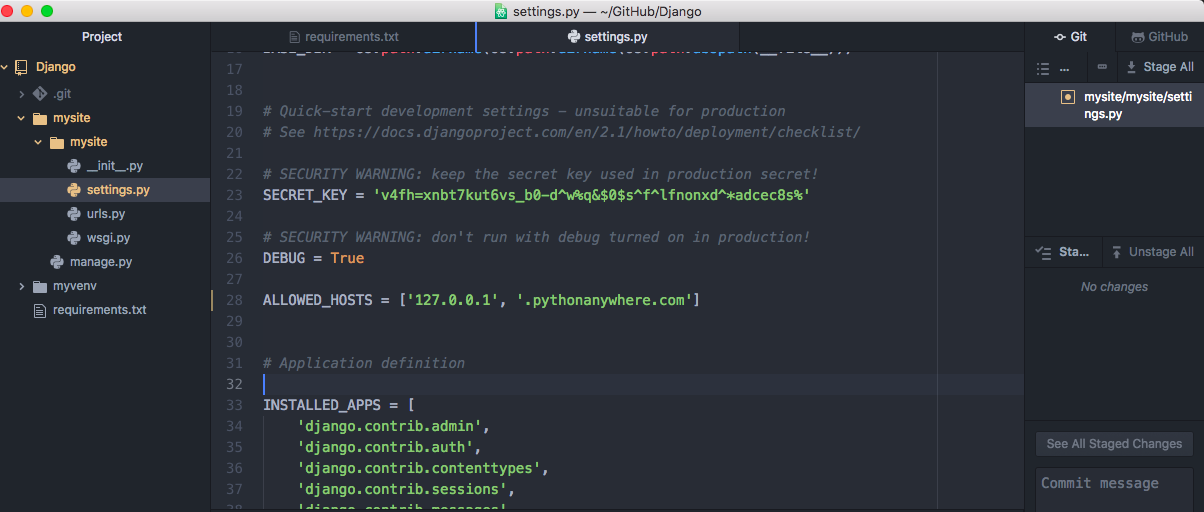 settings.py — ~/GitHub/Django
Project
Django
.git
mysite
mysite
__init__.py
settings.py
urls.py
wsgi.py
manage.py
myvenv
requirements.txt
requirements.txt
settings.py
17
18
19 # Quick-start development settings - unsuitable for production
20 # See https://docs.djangoproject.com/en/2.1/howto/deployment/checklist/
21
22 # SECURITY WARNING: keep the secret key used in production secret!
23 SECRET_KEY = 'v4fh=xnbt7kut6vs_b0-d^w%q&$0$s^f^lfnonxd^*adcec8s%'
24
25 # SECURITY WARNING: don't run with debug turned on in production!
26 DEBUG = True
27
28 ALLOWED_HOSTS = ['127.0.0.1', '.pythonanywhere.com']
29
30
31 # Application definition
32
33 INSTALLED_APPS = [
34 'django.contrib.admin',
35 'django.contrib.auth',
36 'django.contrib.contenttypes',
37 'django.contrib.sessions',
Git
GitHub
... Stage All
mysite/mysite/setti
ngs.py
Sta... Unstage All
No changes
See All Staged Changes
Commit message